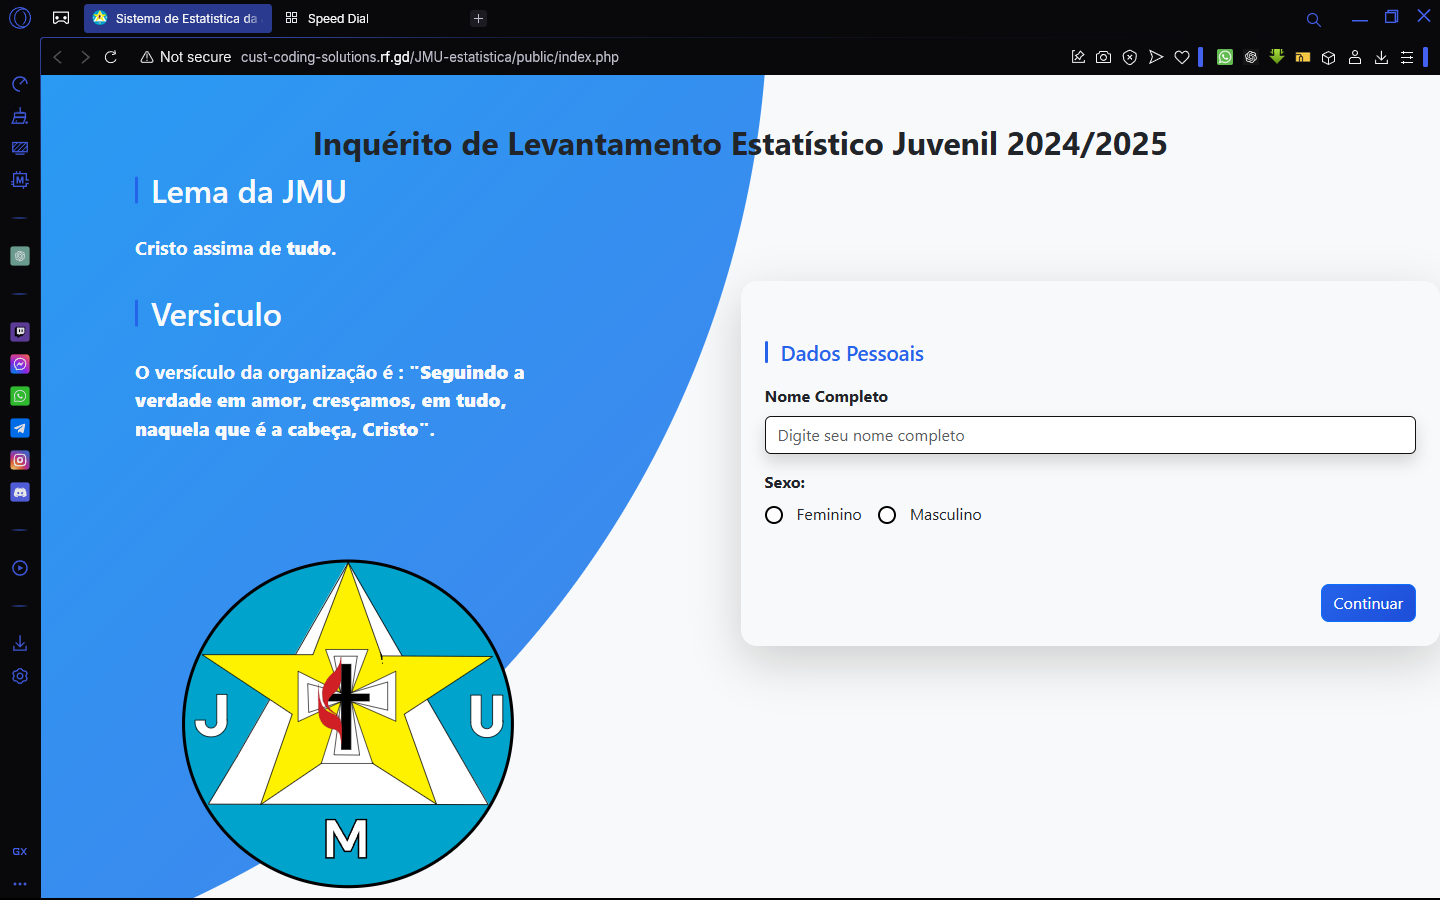 Sistema de Estatistica da
Speed Dial
Not secure cust-coding-solutions.rf.gd/JMU-estatistica/public/index.php
Inquérito de Levantamento Estatístico Juvenil 2024/2025
Lema da JMU
Cristo assima de tudo.
Versiculo
O versículo da organização é : ¨Seguindo a
verdade em amor, cresçamos, em tudo,
naquela que é a cabeça, Cristo¨.
Dados Pessoais
Nome Completo
Digite seu nome completo
Sexo:
Feminino Masculino
Continuar
J U
M
M
GX